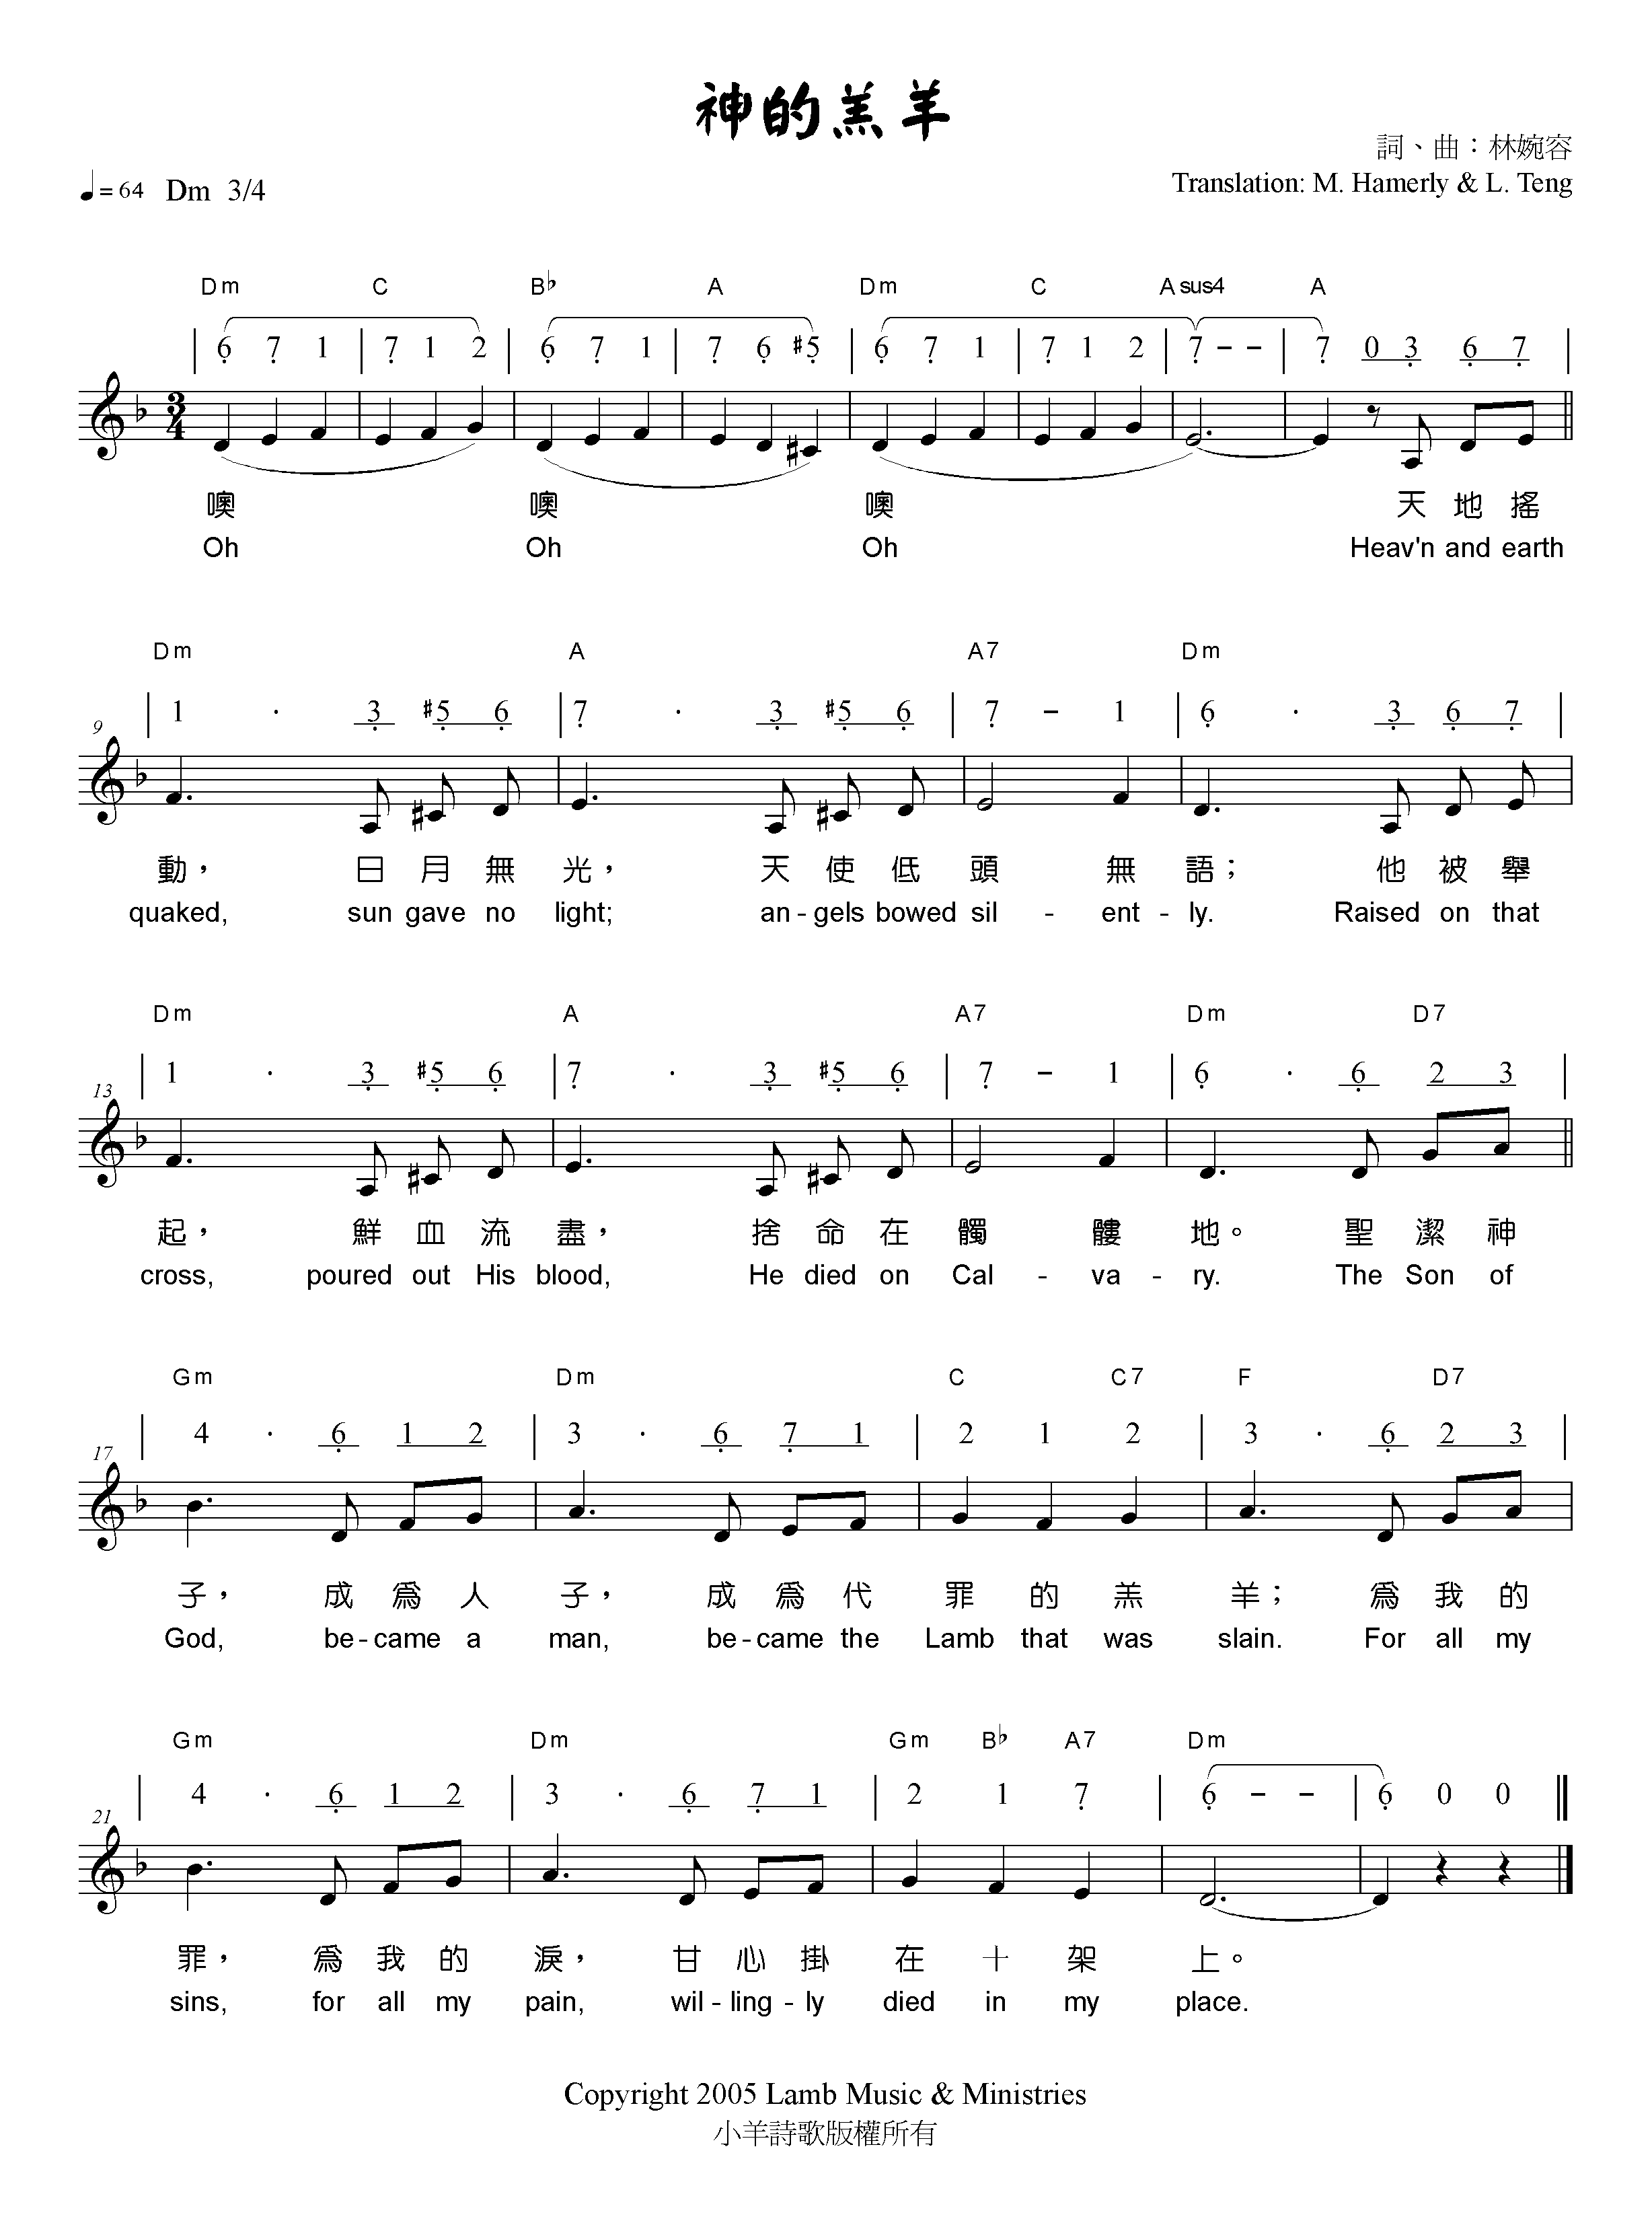 神的羔羊
詞、曲：林婉容
♩= 64 Dm 3/4
Translation: M. Hamerly & L. Teng
Dm C B♭ A Dm C Asus4 A
| 6̣ 7̣ 1 | 7̣ 1 2 | 6̣ 7̣ 1 | 7̣ 6̣ #5̣ | 6̣ 7̣ 1 | 7̣ 1 2 | 7̣ – – | 7̣ 0 3̣ 6̣ 7̣ |
3 4
噢 噢 噢 天 地 搖
Oh Oh Oh Heav'n and earth
Dm A A7 Dm
| 1 · 3̣ #5̣ 6̣ | 7̣ · 3̣ #5̣ 6̣ | 7̣ – 1 | 6̣ · 3̣ 6̣ 7̣ |
9
動， 日 月 無 光， 天 使 低 頭 無 語； 他 被 舉
quaked, sun gave no light; an - gels bowed sil - ent - ly. Raised on that
Dm A A7 Dm D7
| 1 · 3̣ #5̣ 6̣ | 7̣ · 3̣ #5̣ 6̣ | 7̣ – 1 | 6̣ · 6̣ 2 3 |
13
起， 鮮 血 流 盡， 捨 命 在 髑 髏 地。 聖 潔 神
cross, poured out His blood, He died on Cal - va - ry. The Son of
Gm Dm C C7 F D7
| 4 · 6̣ 1 2 | 3 · 6̣ 7̣ 1 | 2 1 2 | 3 · 6̣ 2 3 |
17
子， 成 為 人 子， 成 為 代 罪 的 羔 羊； 為 我 的
God, be - came a man, be - came the Lamb that was slain. For all my
Gm Dm Gm B♭ A7 Dm
| 4 · 6̣ 1 2 | 3 · 6̣ 7̣ 1 | 2 1 7̣ | 6̣ – – | 6̣ 0 0 ‖
21
罪， 為 我 的 淚， 甘 心 掛 在 十 架 上。
sins, for all my pain, wil - ling - ly died in my place.
Copyright 2005 Lamb Music & Ministries
小羊詩歌版權所有